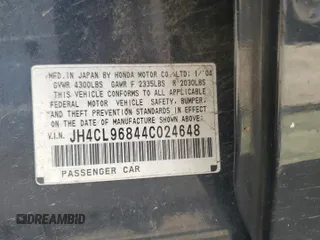 MFD. IN JAPAN BY HONDA MOTOR CO.,LTD: 1/04
GVWR 4300LBS GAWR F 2335LBS R 2030LBS
THIS VEHICLE CONFORMS TO ALL APPLICABLE
FEDERAL MOTOR VEHICLE SAFETY, BUMPER,
AND THEFT PREVENTION STANDARDS IN EFFECT
ON THE DATE OF MANUFACTURE SHOWN ABOVE.
V.I.N. JH4CL96844C024648
PASSENGER CAR
DREAMBID